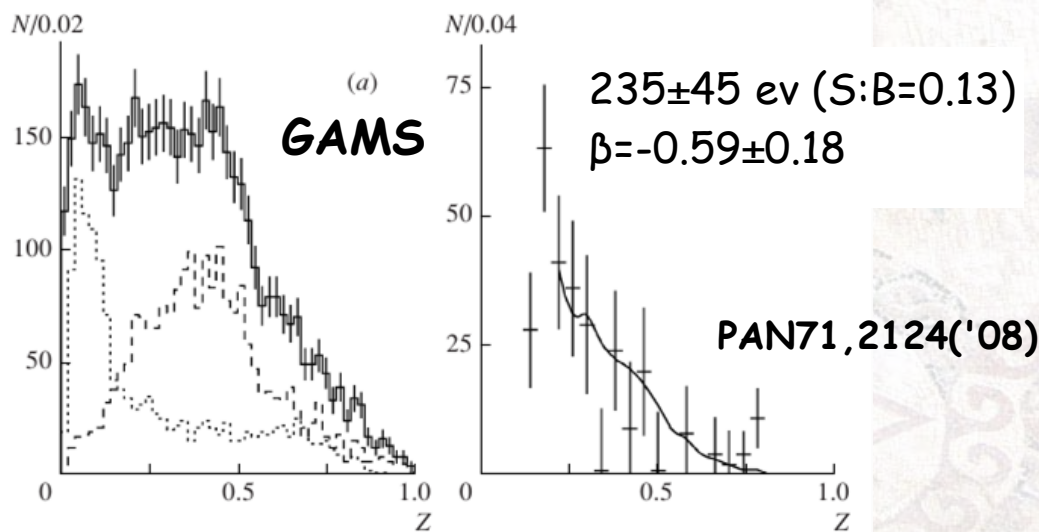 N/0.02
150
100
50
0
0.5
1.0
Z
(a)
GAMS
N/0.04
75
50
25
0
0.5
1.0
Z
235±45 ev (S:B=0.13)
β=-0.59±0.18
PAN71,2124('08)